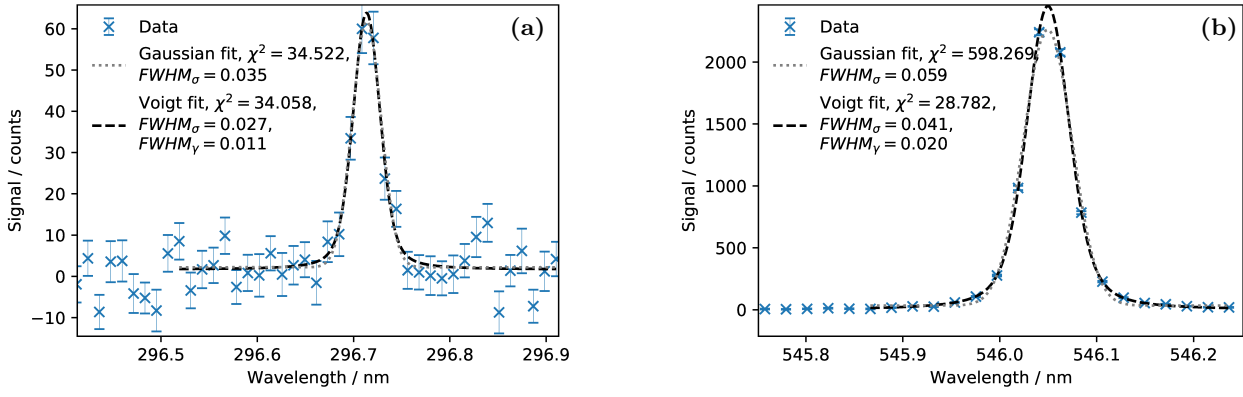 (a)
Data
Gaussian fit, χ² = 34.522,
FWHM_σ = 0.035
Voigt fit, χ² = 34.058,
FWHM_σ = 0.027,
FWHM_γ = 0.011
60
50
40
30
20
10
0
−10
Signal / counts
296.5
296.6
296.7
296.8
296.9
Wavelength / nm
(b)
Data
Gaussian fit, χ² = 598.269,
FWHM_σ = 0.059
Voigt fit, χ² = 28.782,
FWHM_σ = 0.041,
FWHM_γ = 0.020
2000
1500
1000
500
0
Signal / counts
545.8
545.9
546.0
546.1
546.2
Wavelength / nm